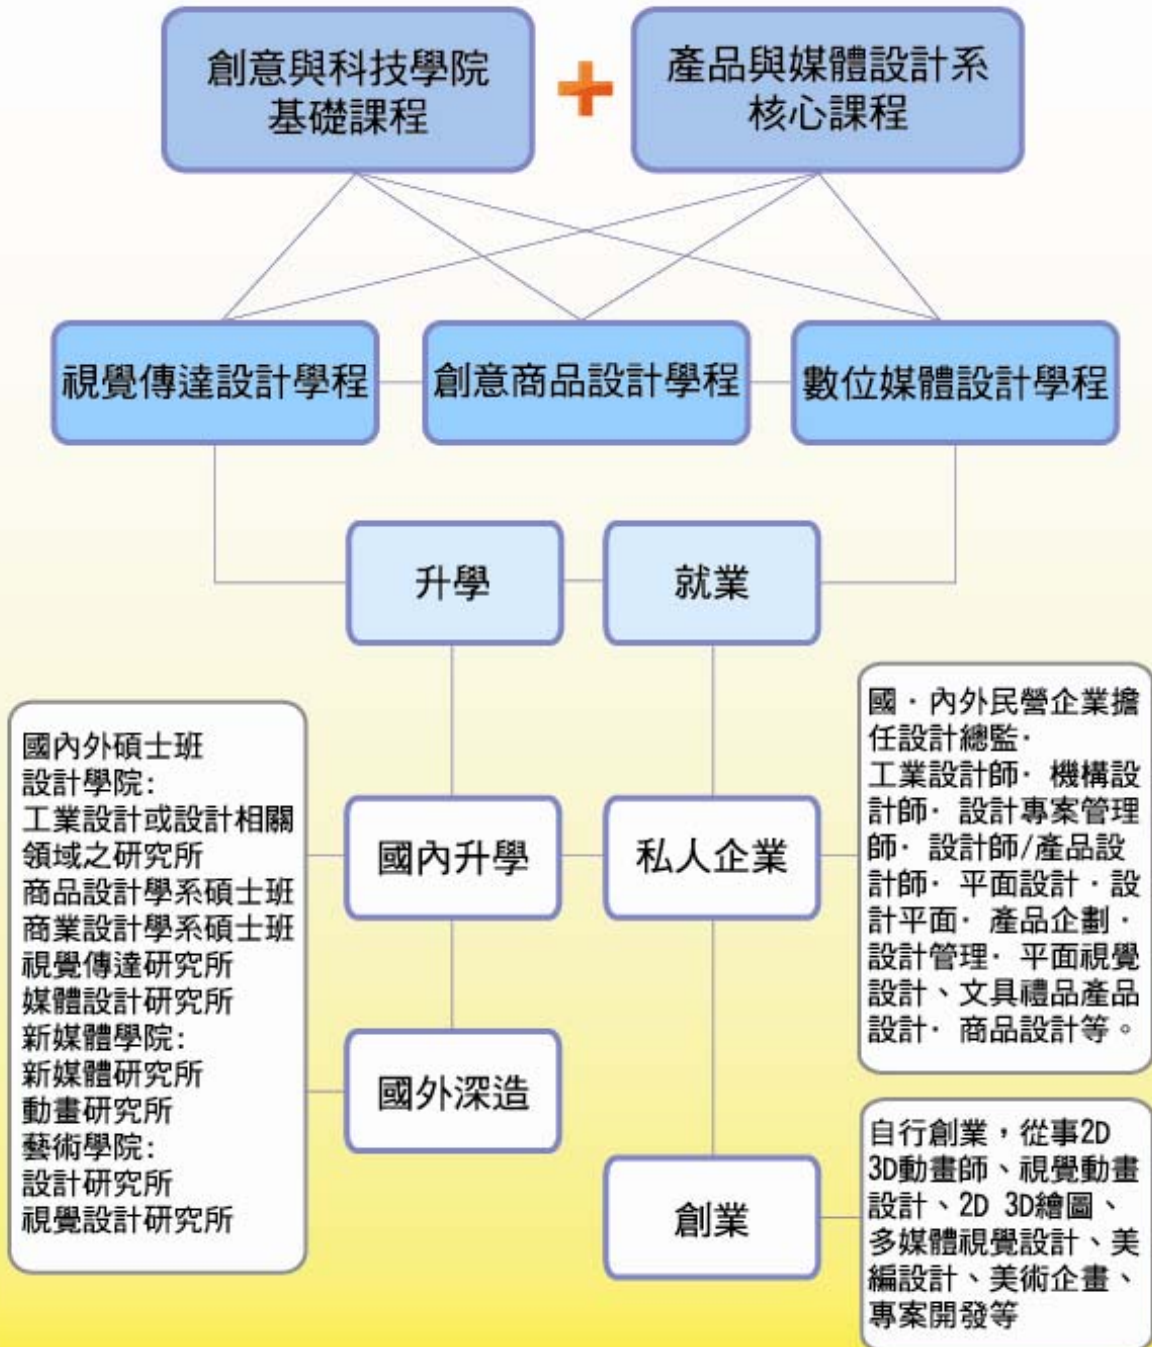 創意與科技學院
基礎課程
產品與媒體設計系
核心課程
視覺傳達設計學程
創意商品設計學程
數位媒體設計學程
升學
就業
國內外碩士班
設計學院:
工業設計或設計相關
領域之研究所
商品設計學系碩士班
商業設計學系碩士班
視覺傳達研究所
媒體設計研究所
新媒體學院:
新媒體研究所
動畫研究所
藝術學院:
設計研究所
視覺設計研究所
國內升學
國外深造
私人企業
創業
國·內外民營企業擔
任設計總監·
工業設計師· 機構設
計師· 設計專案管理
師· 設計師/產品設
計師· 平面設計·設
計平面· 產品企劃·
設計管理· 平面視覺
設計、文具禮品產品
設計· 商品設計等。
自行創業，從事2D
3D動畫師、視覺動畫
設計、2D 3D繪圖、
多媒體視覺設計、美
編設計、美術企畫、
專案開發等